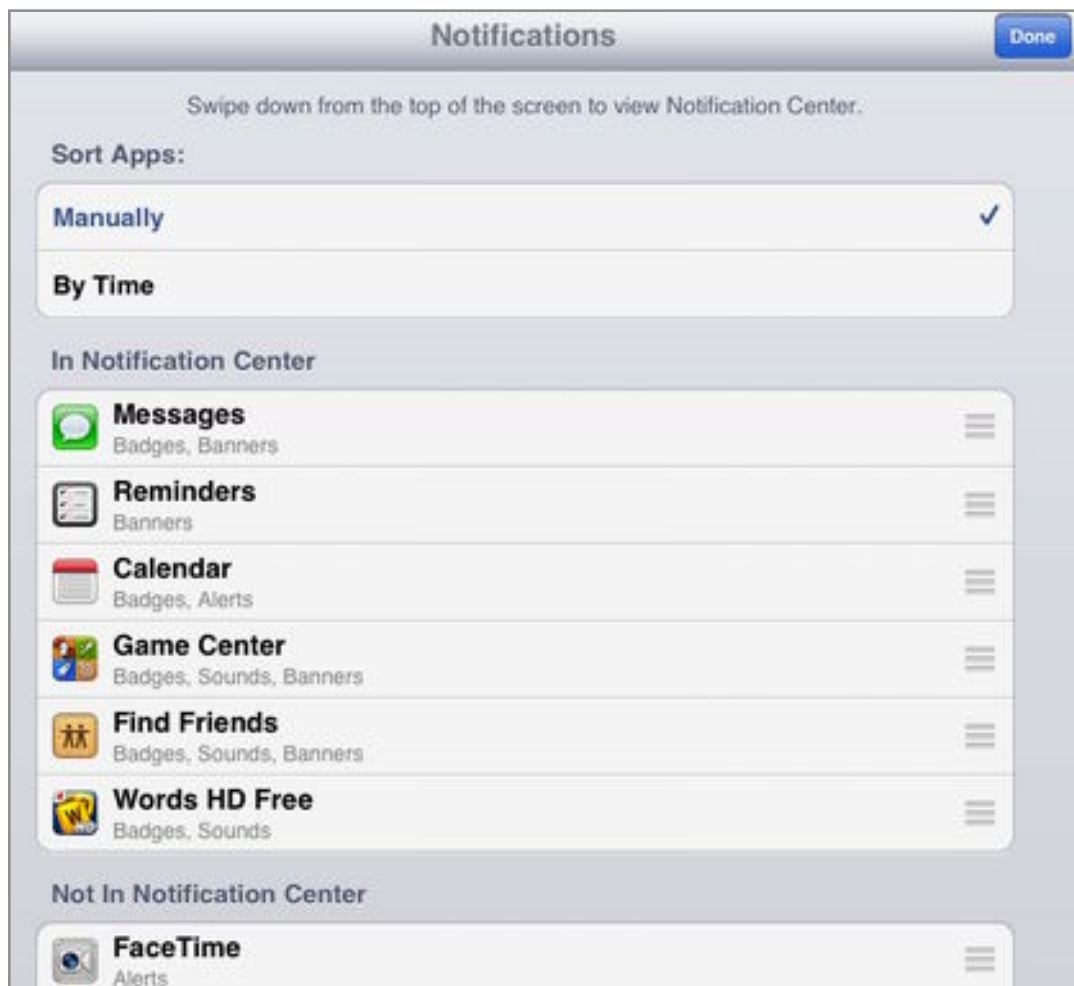 Notifications
Done
Swipe down from the top of the screen to view Notification Center.
Sort Apps:
Manually
By Time
In Notification Center
Messages
Badges, Banners
Reminders
Banners
Calendar
Badges, Alerts
Game Center
Badges, Sounds, Banners
Find Friends
Badges, Sounds, Banners
Words HD Free
Badges, Sounds
Not In Notification Center
FaceTime
Alerts